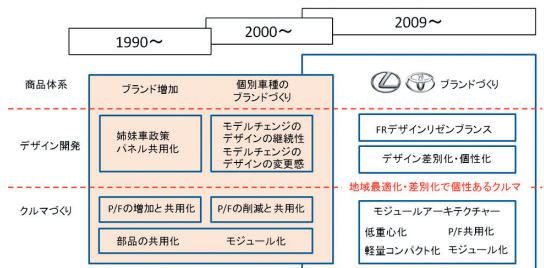 1990～
2000～
2009～
商品体系
ブランド増加
個別車種の
ブランドづくり
ブランドづくり
デザイン開発
姉妹車政策
パネル共用化
モデルチェンジの
デザインの継続性
モデルチェンジの
デザインの変更感
FRデザインリゼンブランス
デザイン差別化・個性化
地域最適化・差別化で個性あるクルマ
クルマづくり
P/Fの増加と共用化
P/Fの削減と共用化
部品の共用化
モジュール化
モジュールアーキテクチャー
低重心化
P/F共用化
軽量コンパクト化
モジュール化